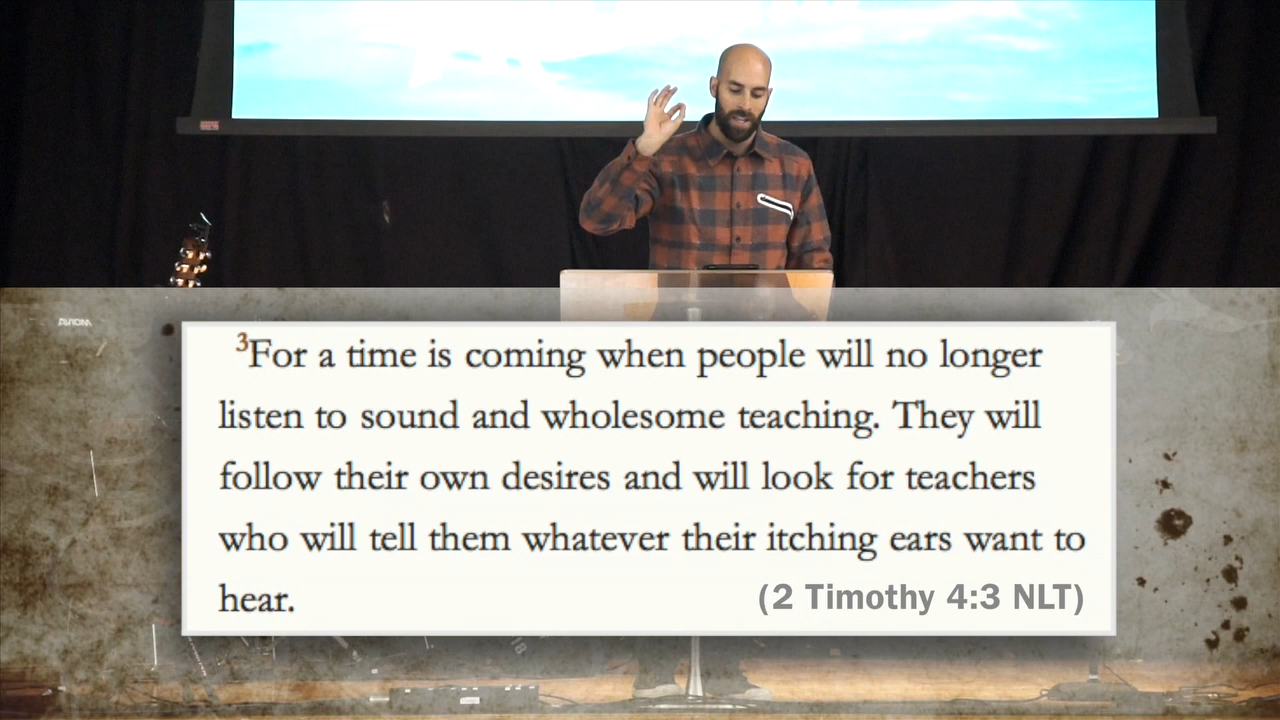 3For a time is coming when people will no longer
listen to sound and wholesome teaching. They will
follow their own desires and will look for teachers
who will tell them whatever their itching ears want to
hear.
(2 Timothy 4:3 NLT)